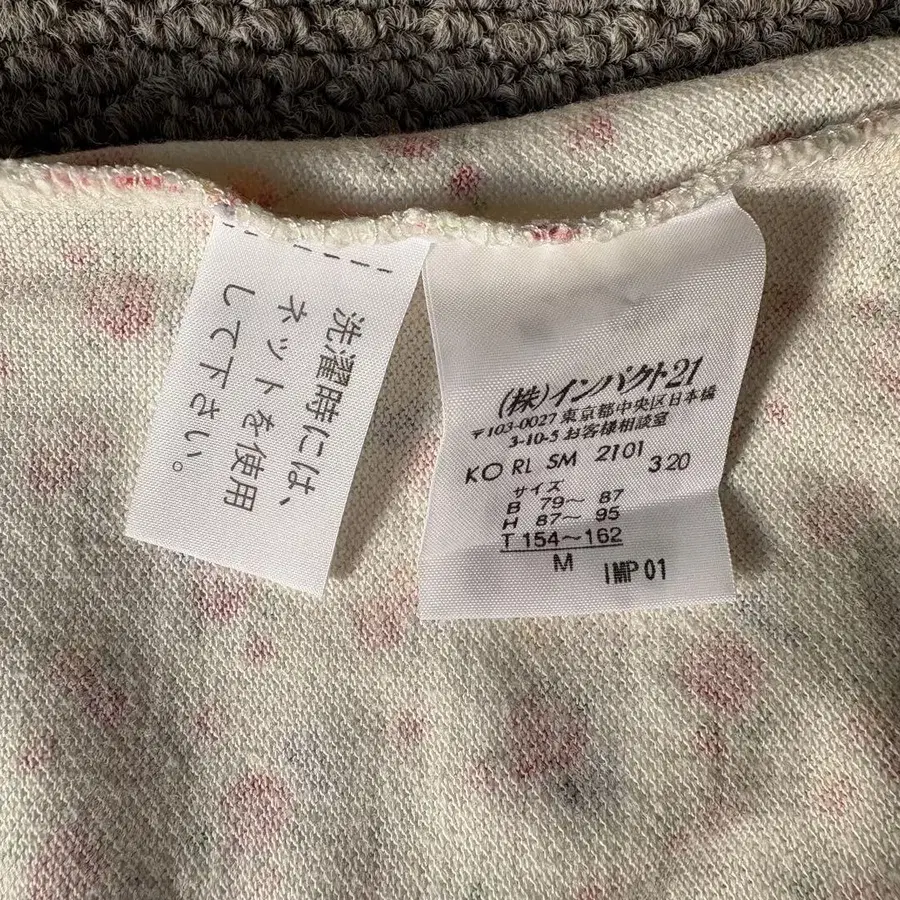 洗濯時には、
ネットを使用
して下さい。
(株)インパクト21
〒103-0027 東京都中央区日本橋
3-10-5 お客様相談室
KO RL SM 2101 320
サイズ
B 79〜 87
H 87〜 95
T 154〜162
M
IMP 01